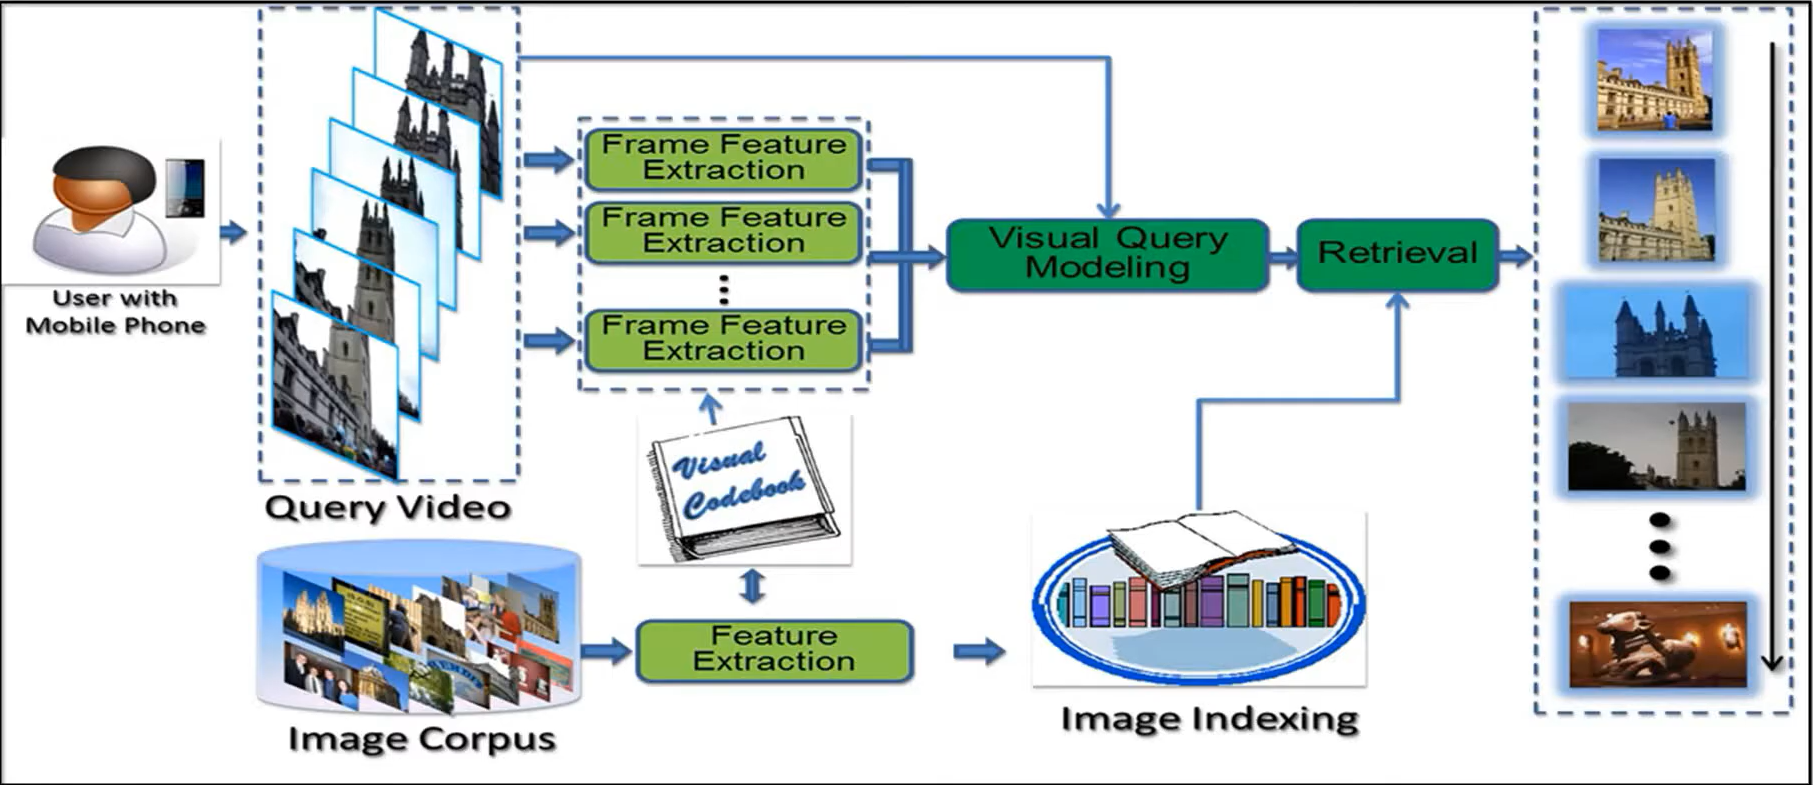 User with
Mobile Phone
Query Video
Frame Feature
Extraction
Frame Feature
Extraction
Frame Feature
Extraction
Visual Query
Modeling
Retrieval
Visual
Codebook
Image Corpus
Feature
Extraction
Image Indexing